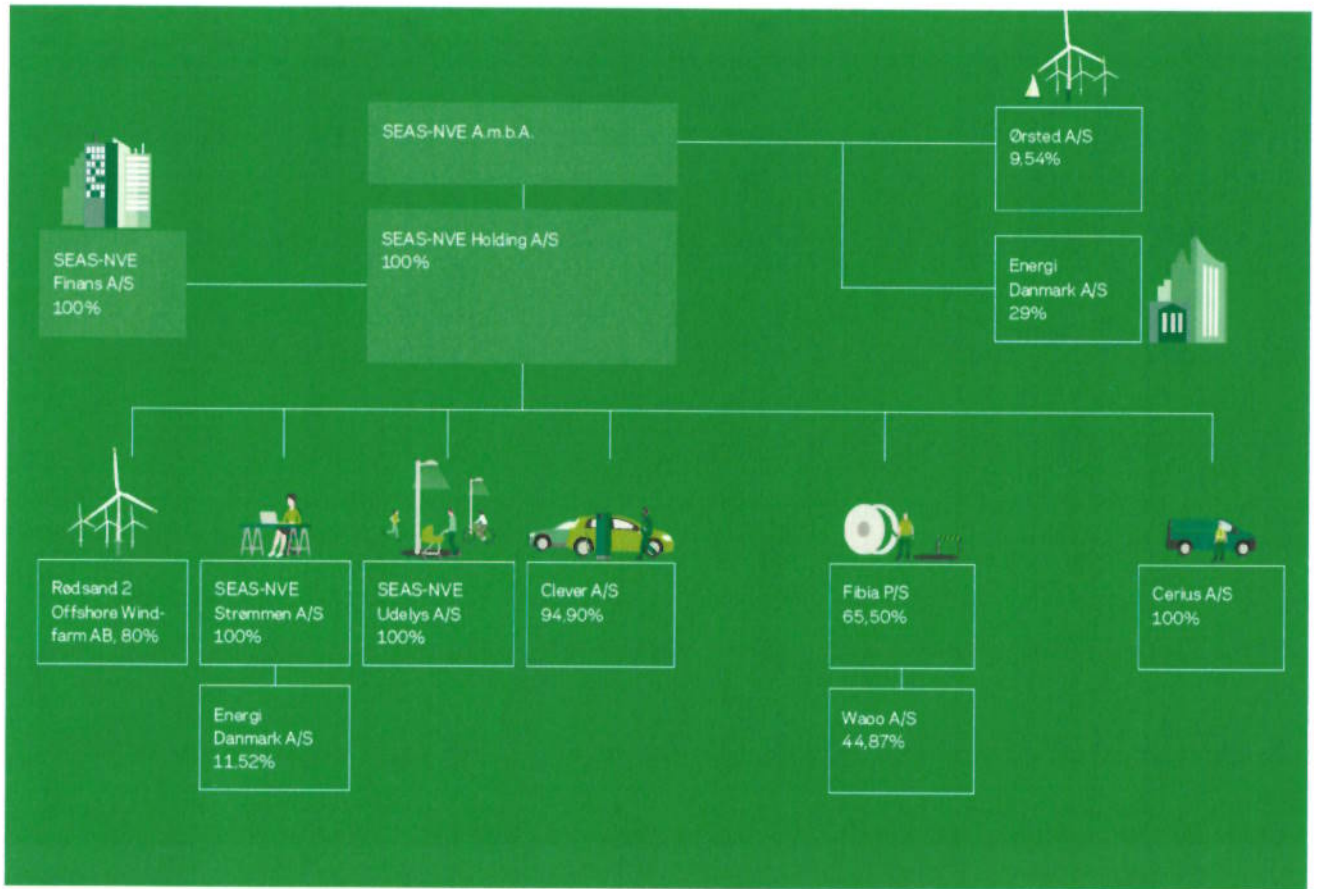 SEAS-NVE A.m.b.A.
Ørsted A/S
9,54%
SEAS-NVE
Finans A/S
100%
SEAS-NVE Holding A/S
100%
Energi
Danmark A/S
29%
Rødsand 2
Offshore Wind-
farm AB, 80%
SEAS-NVE
Strømmen A/S
100%
SEAS-NVE
Udelys A/S
100%
Clever A/S
94,90%
Fibia P/S
65,50%
Cerius A/S
100%
Energi
Danmark A/S
11,52%
Waoo A/S
44,87%